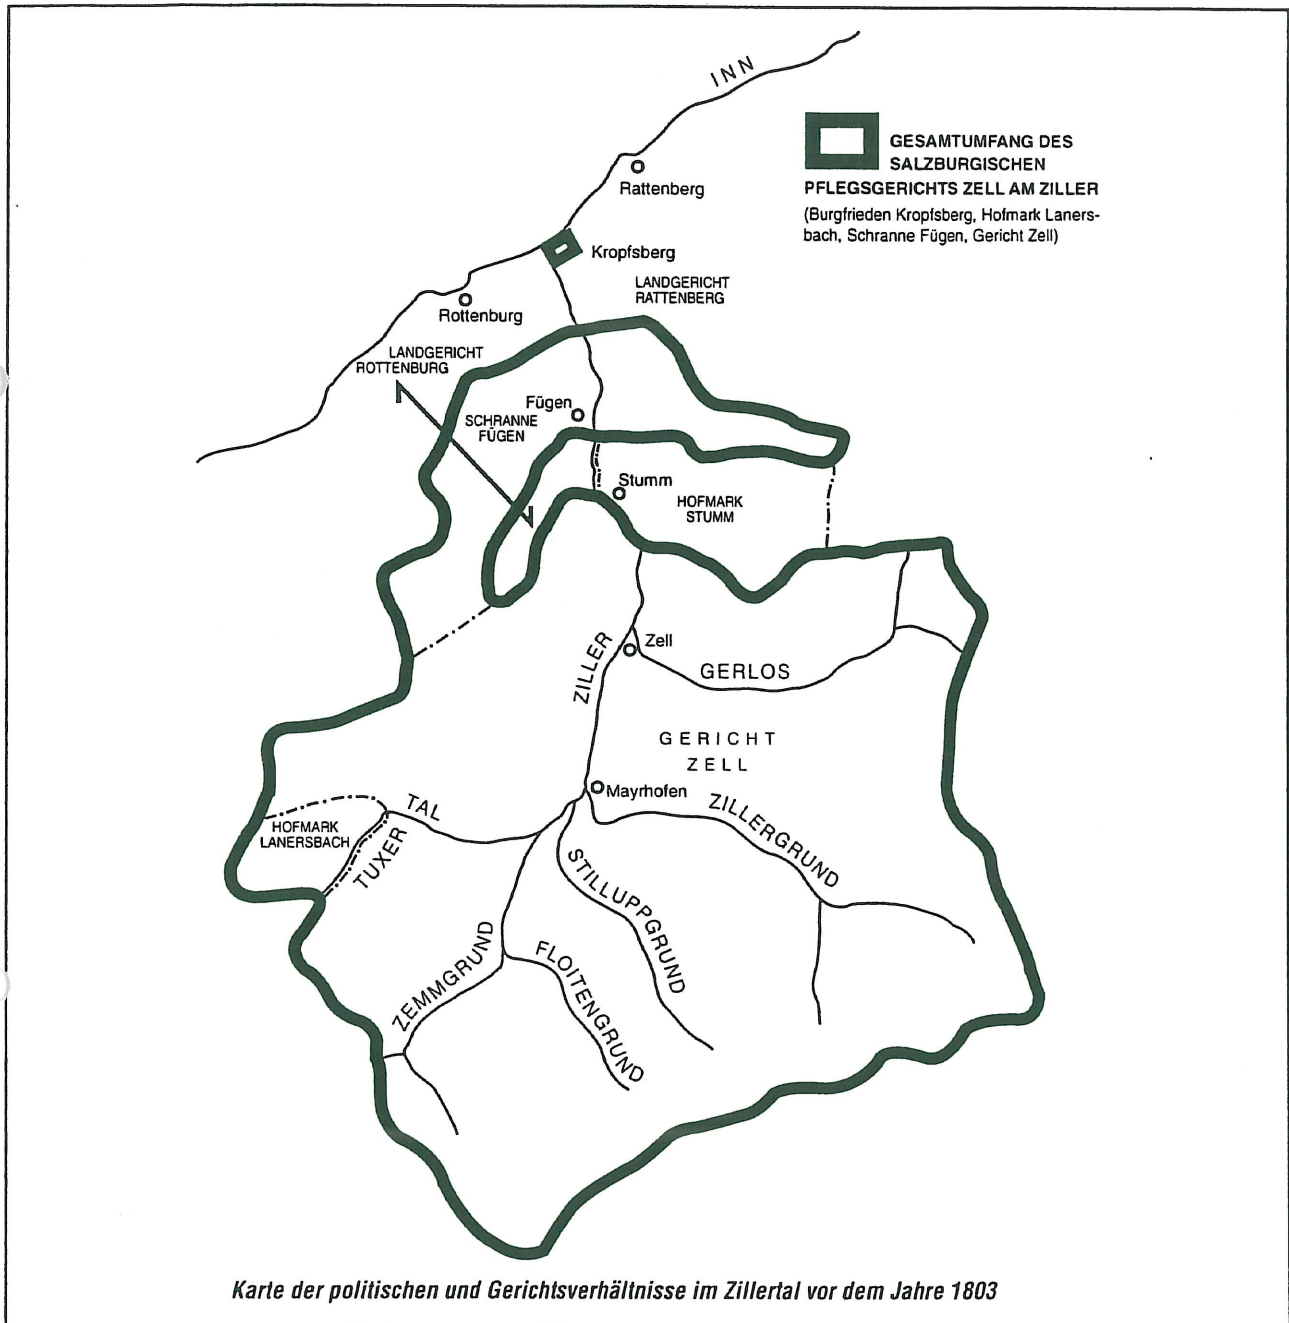 INN
GESAMTUMFANG DES
SALZBURGISCHEN
PFLEGSGERICHTS ZELL AM ZILLER
(Burgfrieden Kropfsberg, Hofmark Laners-
bach, Schranne Fügen, Gericht Zell)
Rattenberg
Kropfsberg
LANDGERICHT
RATTENBERG
Rottenburg
LANDGERICHT
ROTTENBURG
Fügen
SCHRANNE
FÜGEN
Stumm
HOFMARK
STUMM
Zell
ZILLER
GERLOS
GERICHT
ZELL
Mayrhofen
ZILLERGRUND
TAL
HOFMARK
LANERSBACH
TUXER
STILLUPPGRUND
ZEMMGRUND
FLOITENGRUND
Karte der politischen und Gerichtsverhältnisse im Zillertal vor dem Jahre 1803